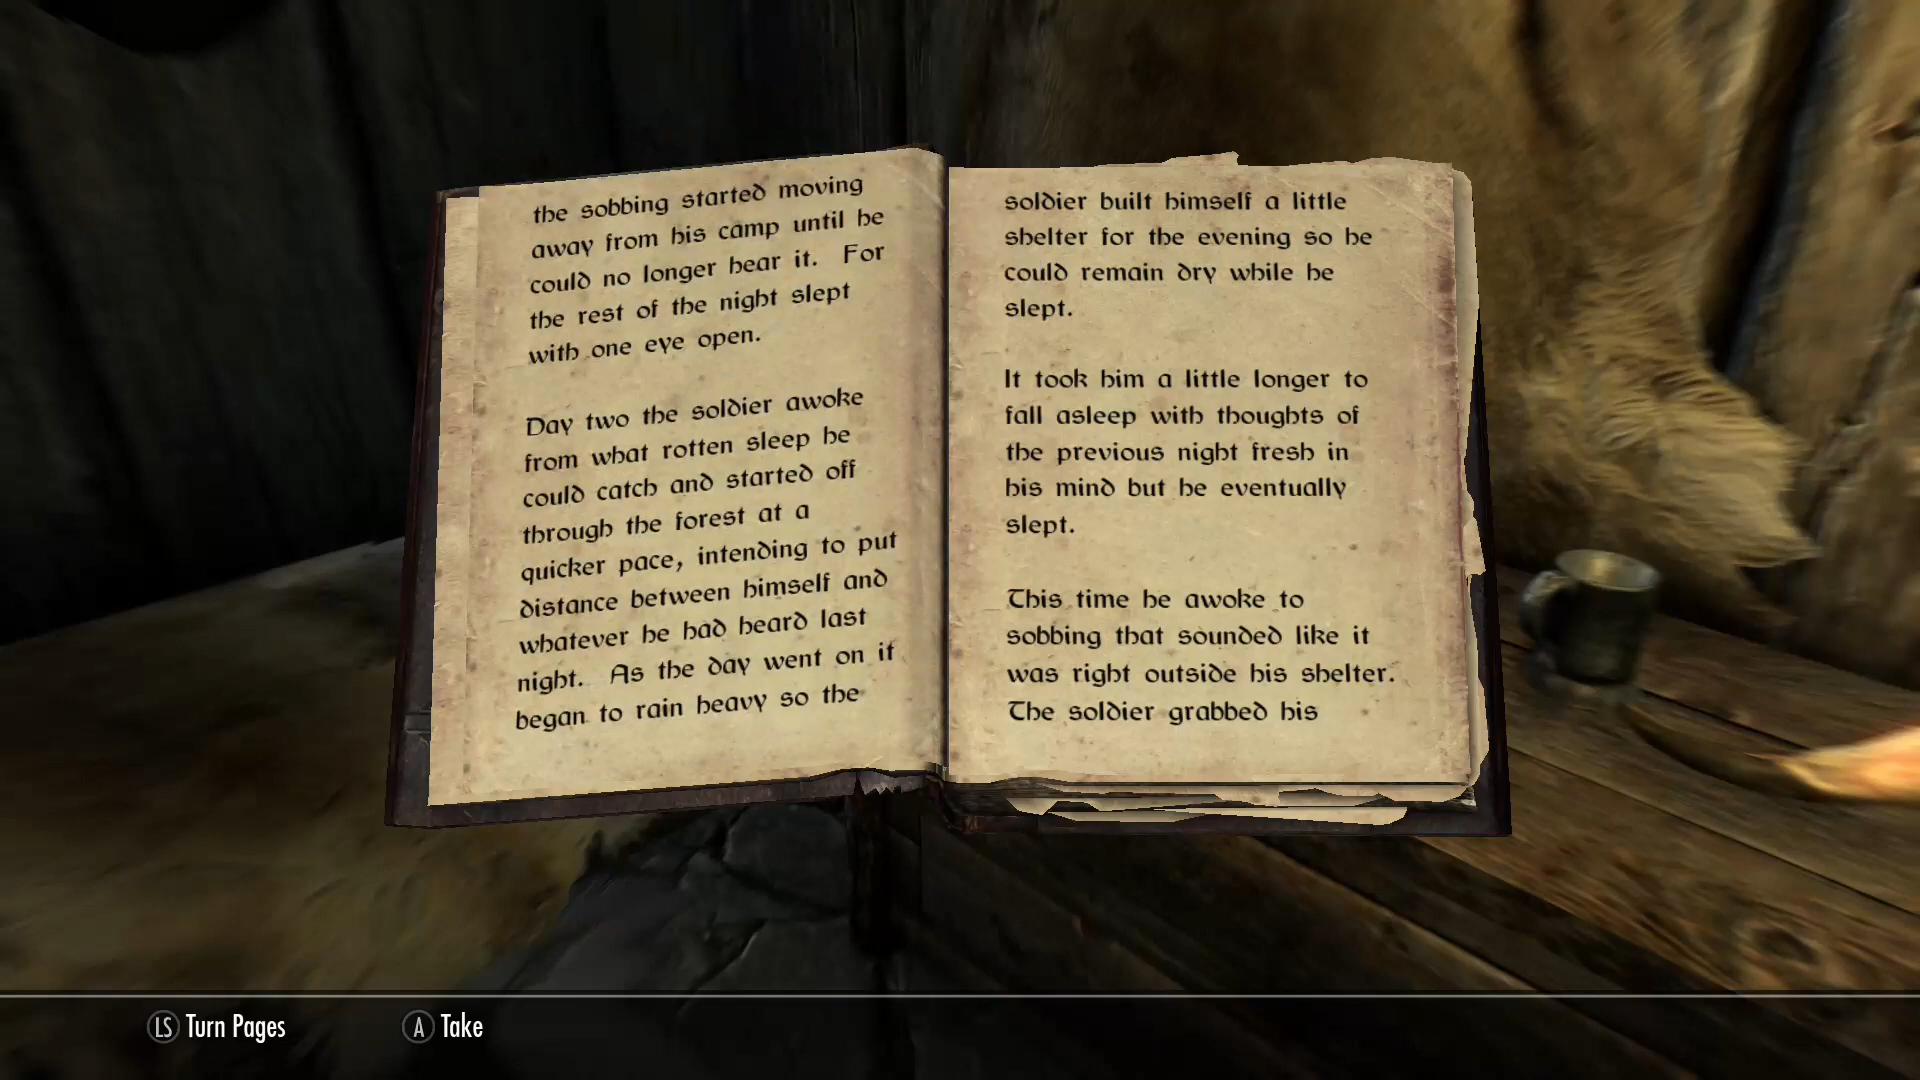 the sobbing started moving
away from his camp until he
could no longer hear it.  For
the rest of the night slept
with one eye open.
Day two the soldier awoke
from what rotten sleep he
could catch and started off
through the forest at a
quicker pace, intending to put
distance between himself and
whatever he had heard last
night.  As the day went on it
began to rain heavy so the
soldier built himself a little
shelter for the evening so he
could remain dry while he
slept.
It took him a little longer to
fall asleep with thoughts of
the previous night fresh in
his mind but he eventually
slept.
This time he awoke to
sobbing that sounded like it
was right outside his shelter.
The soldier grabbed his
LS Turn Pages
A Take